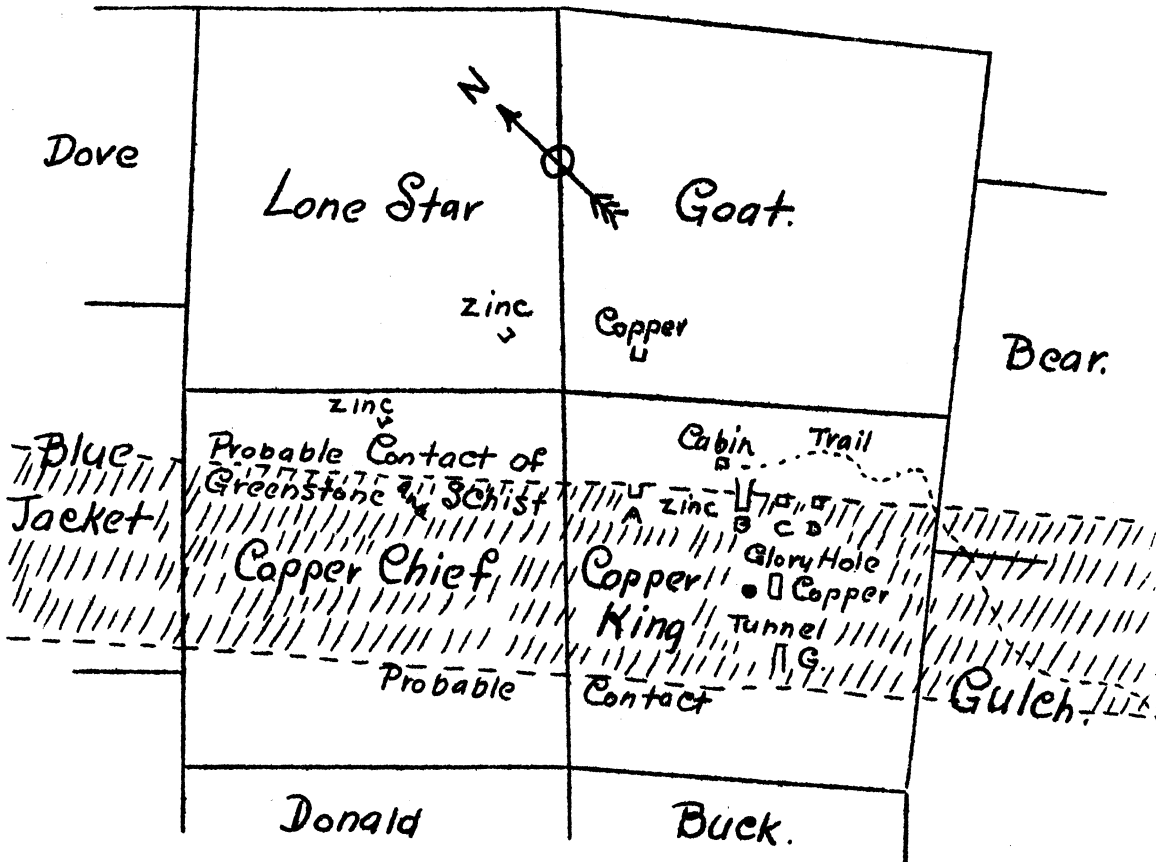 N
Dove
Lone Star
Goat.
zinc
Copper
Bear.
zinc
Cabin
Trail
Blue
Probable Contact of
Greenstone and Schist
Jacket
A
zinc
B
C D
Glory Hole
Copper Chief
Copper
King
Copper
Tunnel
G.
Probable
Contact
Gulch.
Donald
Buck.